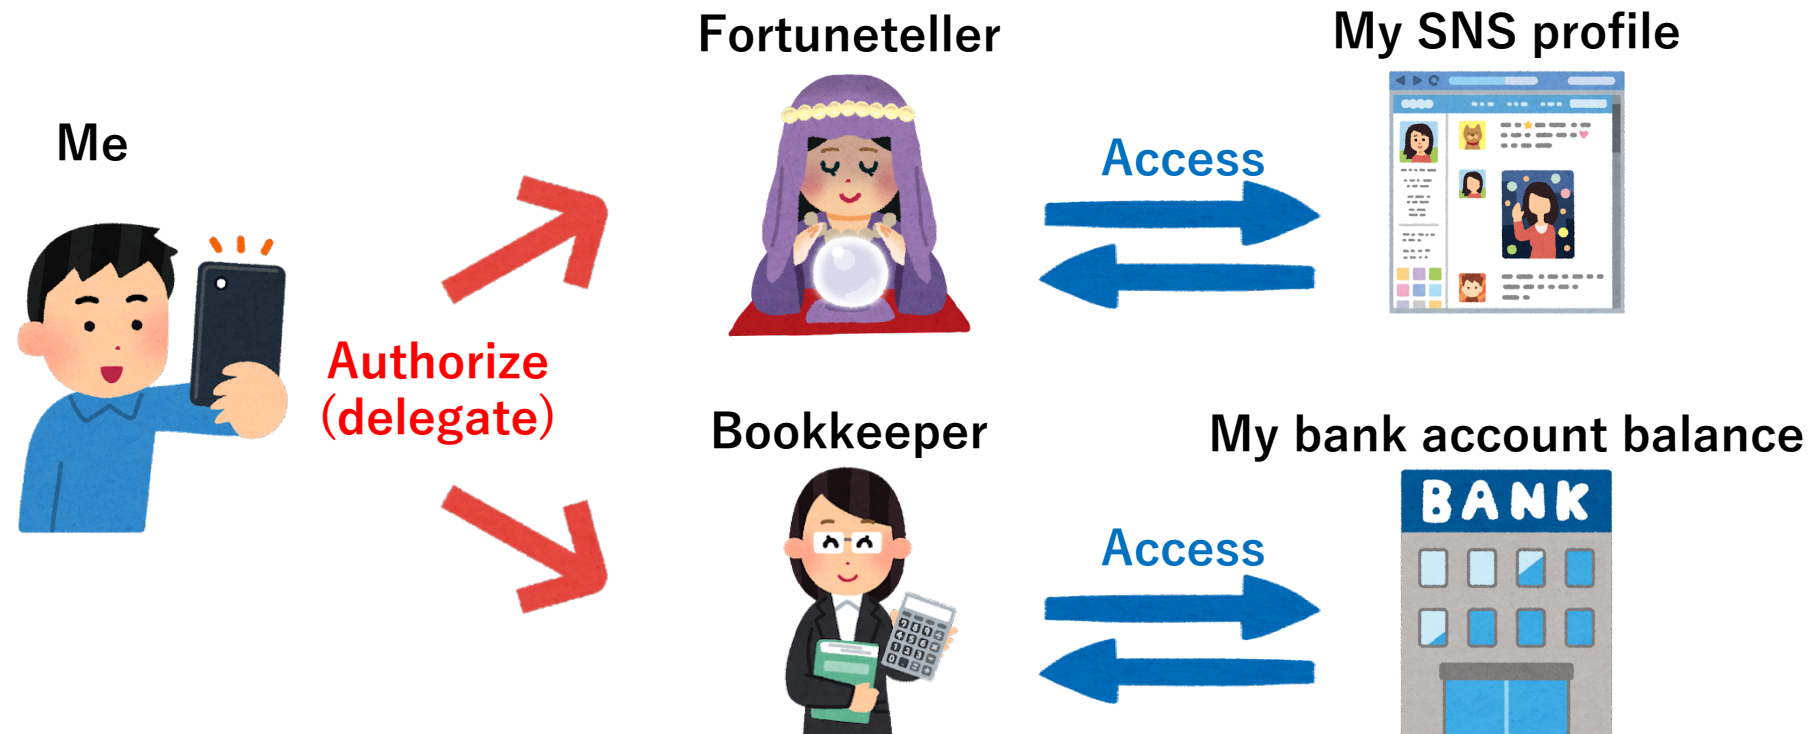 Fortuneteller
My SNS profile
Me
Access
Authorize
(delegate)
Bookkeeper
My bank account balance
BANK
Access